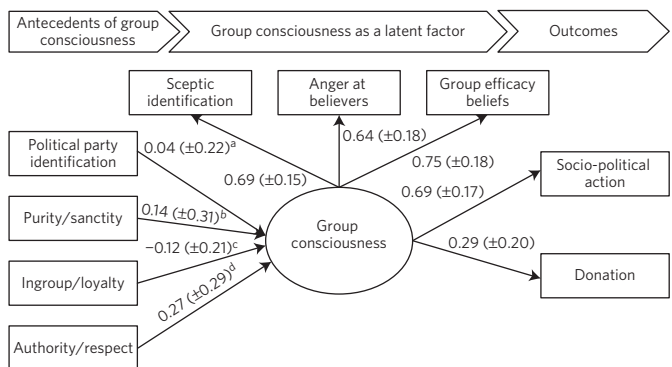 Antecedents of group
consciousness
Group consciousness as a latent factor
Outcomes
Sceptic
identification
Anger at
believers
Group efficacy
beliefs
Political party
identification
0.04 (±0.22)ᵃ
0.64 (±0.18)
0.75 (±0.18)
0.69 (±0.15)
0.69 (±0.17)
Socio-political
action
Purity/sanctity
0.14 (±0.31)ᵇ
Group
consciousness
−0.12 (±0.21)ᶜ
0.29 (±0.20)
Ingroup/loyalty
0.27 (±0.29)ᵈ
Donation
Authority/respect